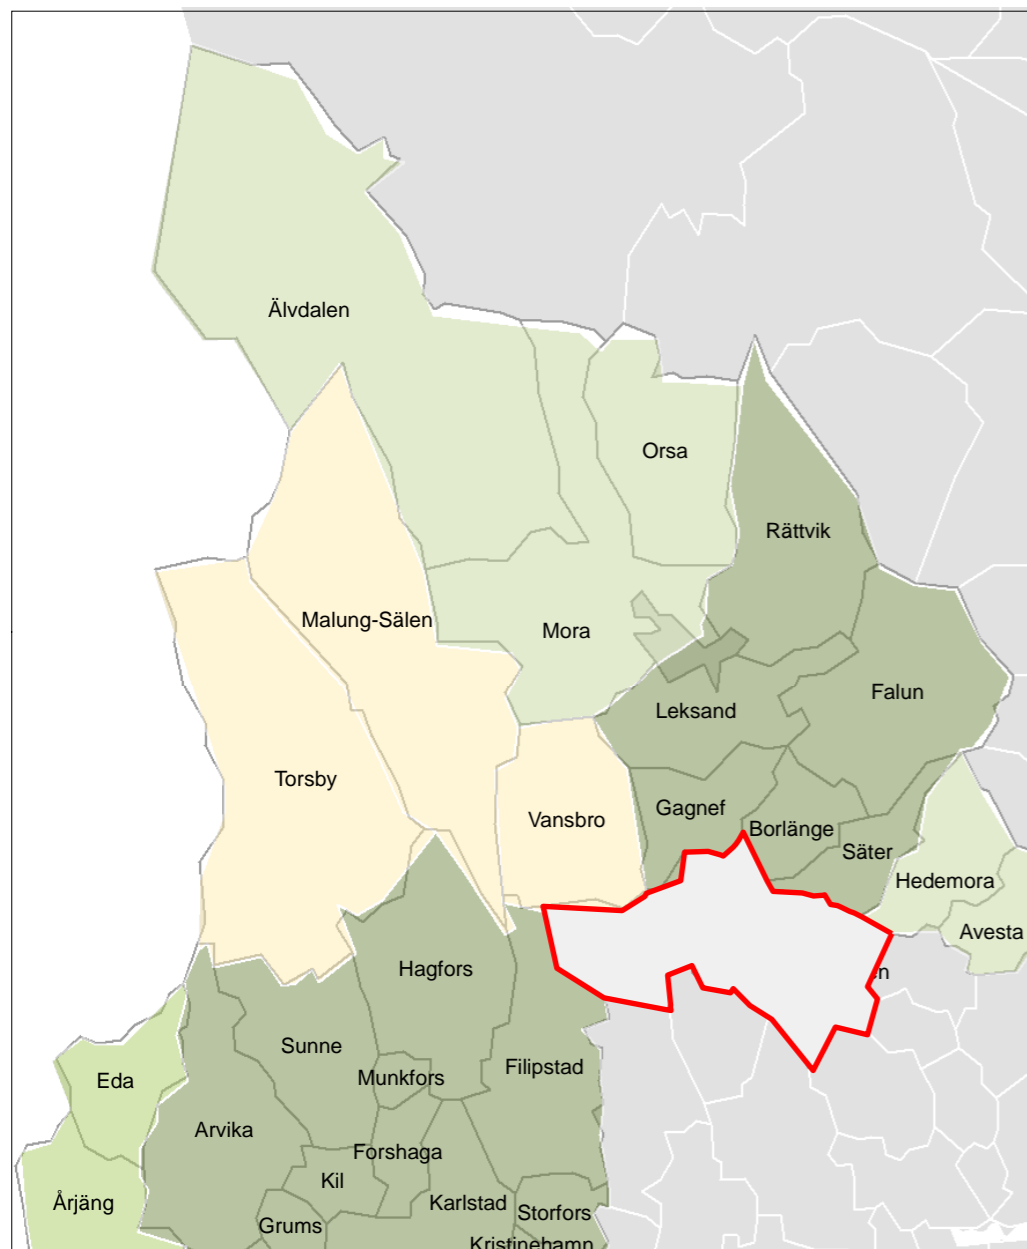 Älvdalen
Orsa
Rättvik
Malung-Sälen
Mora
Falun
Leksand
Torsby
Vansbro
Gagnef
Borlänge
Säter
Hedemora
Avesta
Hagfors
Sunne
Filipstad
Munkfors
Eda
Arvika
Forshaga
Kil
Årjäng
Karlstad
Storfors
Grums
Kristinehamn